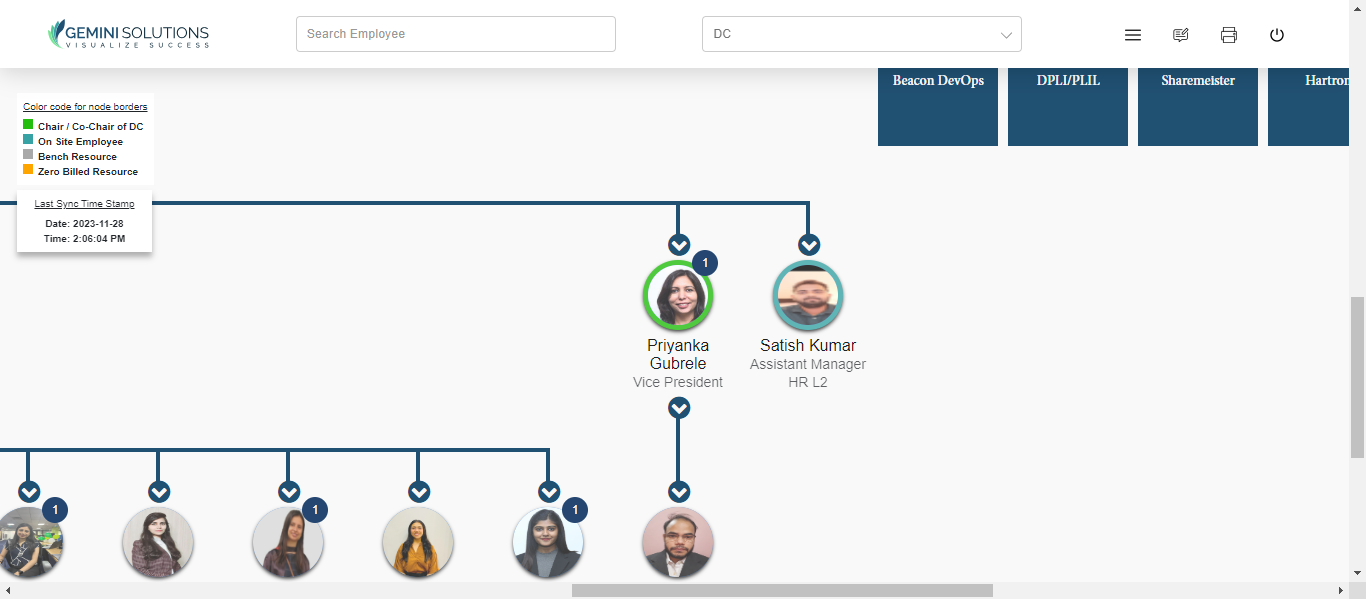 GEMINI SOLUTIONS
VISUALIZE SUCCESS
Search Employee
DC
Beacon DevOps
DPLI/PLIL
Sharemeister
Hartron
Color code for node borders
Chair / Co-Chair of DC
On Site Employee
Bench Resource
Zero Billed Resource
Last Sync Time Stamp
Date: 2023-11-28
Time: 2:06:04 PM
1
Priyanka
Gubrele
Vice President
Satish Kumar
Assistant Manager
HR L2
1
1
1